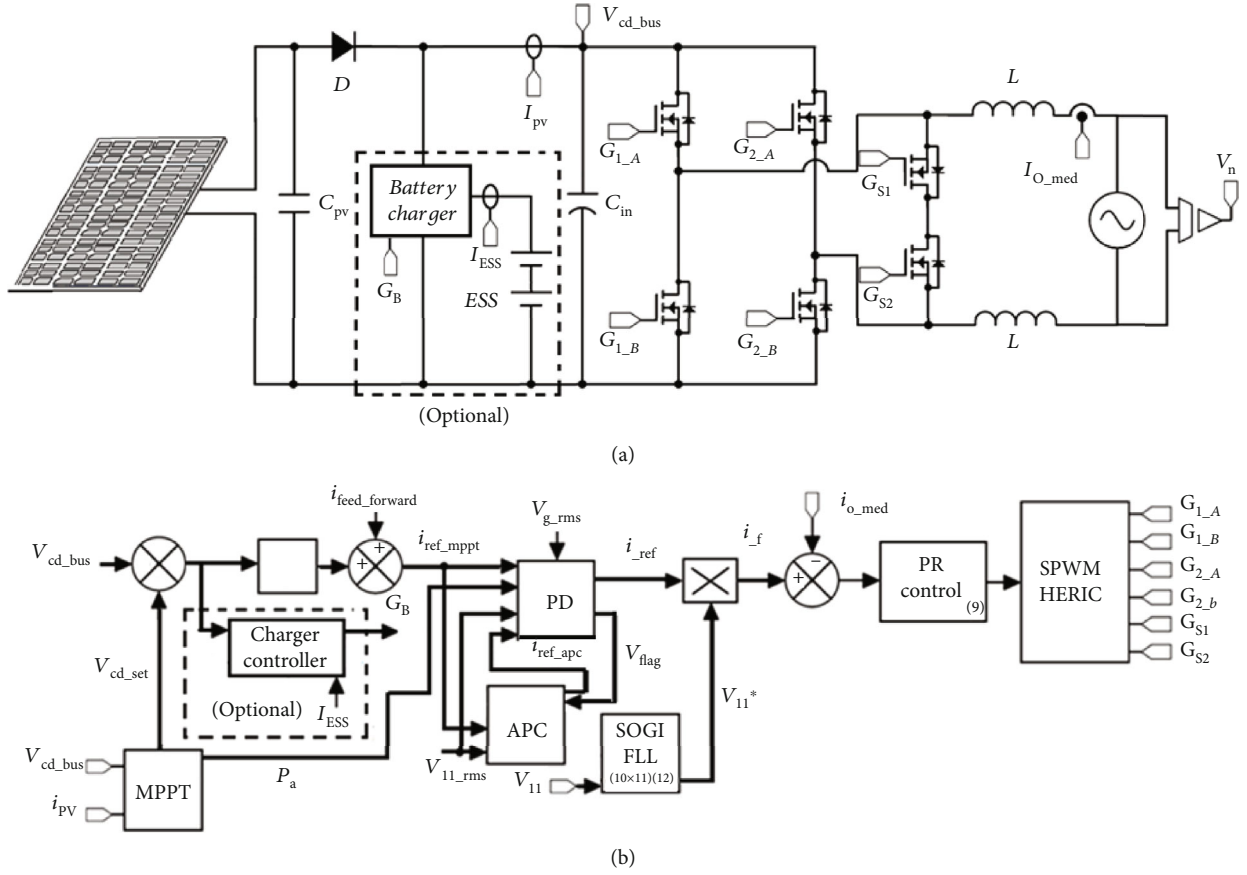 V_cd_bus
D
I_pv
L
G_1_A
G_2_A
V_n
I_O_med
G_S1
C_pv
Battery
charger
C_in
I_ESS
G_B
ESS
G_S2
G_1_B
G_2_B
L
(Optional)
(a)
i_feed_forward
V_cd_bus
+
+
i_ref_mppt
G_B
V_g_rms
PD
i_ref
i_f
i_o_med
+
−
PR
control
(9)
SPWM
HERIC
G_1_A
G_1_B
G_2_A
G_2_b
G_S1
G_S2
Charger
controller
V_cd_set
(Optional)
I_ESS
i_ref_apc
V_flag
APC
V_11*
SOGI
FLL
(10×11)(12)
V_11_rms
V_11
V_cd_bus
MPPT
i_PV
P_a
(b)